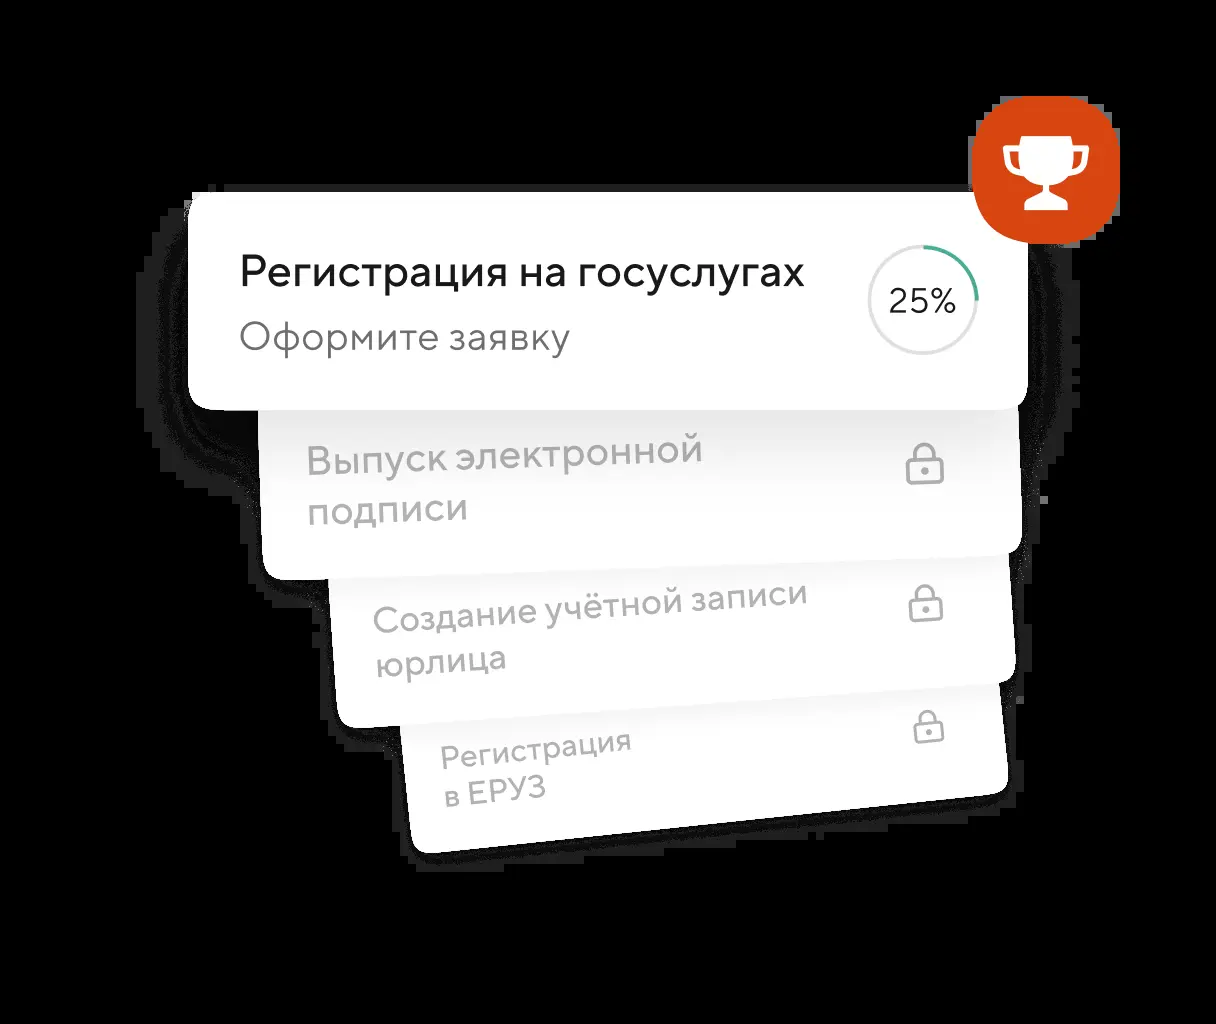 Регистрация на госуслугах
25%
Оформите заявку
Выпуск электронной
подписи
Создание учётной записи
юрлица
Регистрация
в ЕРУЗ